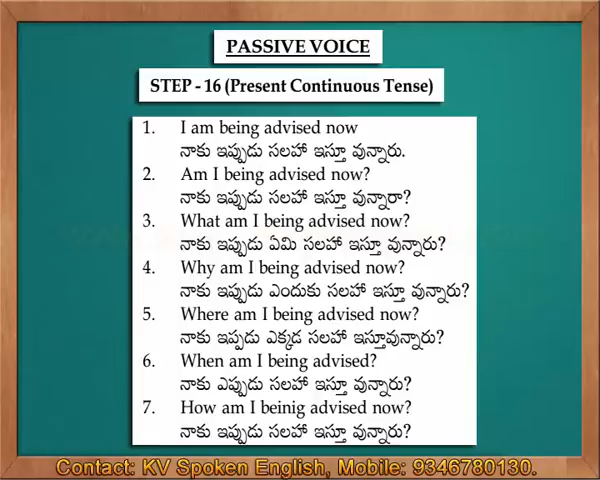 PASSIVE VOICE
STEP - 16 (Present Continuous Tense)
1. I am being advised now
నాకు ఇప్పుడు సలహా ఇస్తూ వున్నారు.
2. Am I being advised now?
నాకు ఇప్పుడు సలహా ఇస్తూ వున్నారా?
3. What am I being advised now?
నాకు ఇప్పుడు ఏమి సలహా ఇస్తూ వున్నారు?
4. Why am I being advised now?
నాకు ఇప్పుడు ఎందుకు సలహా ఇస్తూ వున్నారు?
5. Where am I being advised now?
నాకు ఇప్పడు ఎక్కడ సలహా ఇస్తూవున్నారు?
6. When am I being advised?
నాకు ఎప్పుడు సలహా ఇస్తూ వున్నారు?
7. How am I beinig advised now?
నాకు ఇప్పుడు సలహా ఇస్తూ వున్నారు?
Contact: KV Spoken English, Mobile: 9346780130.